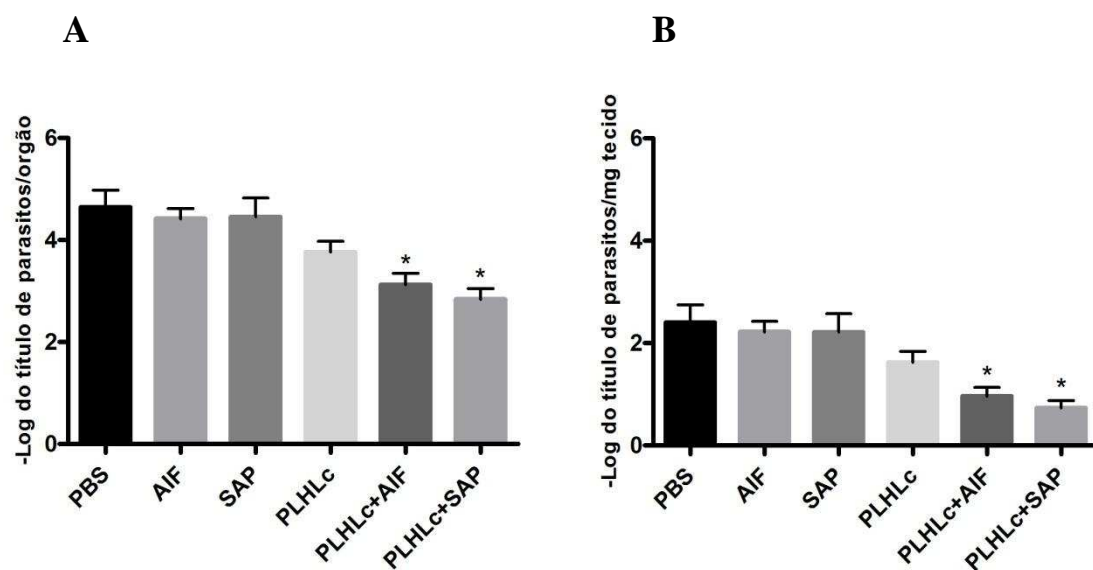 A
-Log do título de parasitos/orgão
6
4
2
0
*
*
PBS
AIF
SAP
PLHLc
PLHLc+AIF
PLHLc+SAP
B
-Log do título de parasitos/mg tecido
6
4
2
0
*
*
PBS
AIF
SAP
PLHLc
PLHLc+AIF
PLHLc+SAP